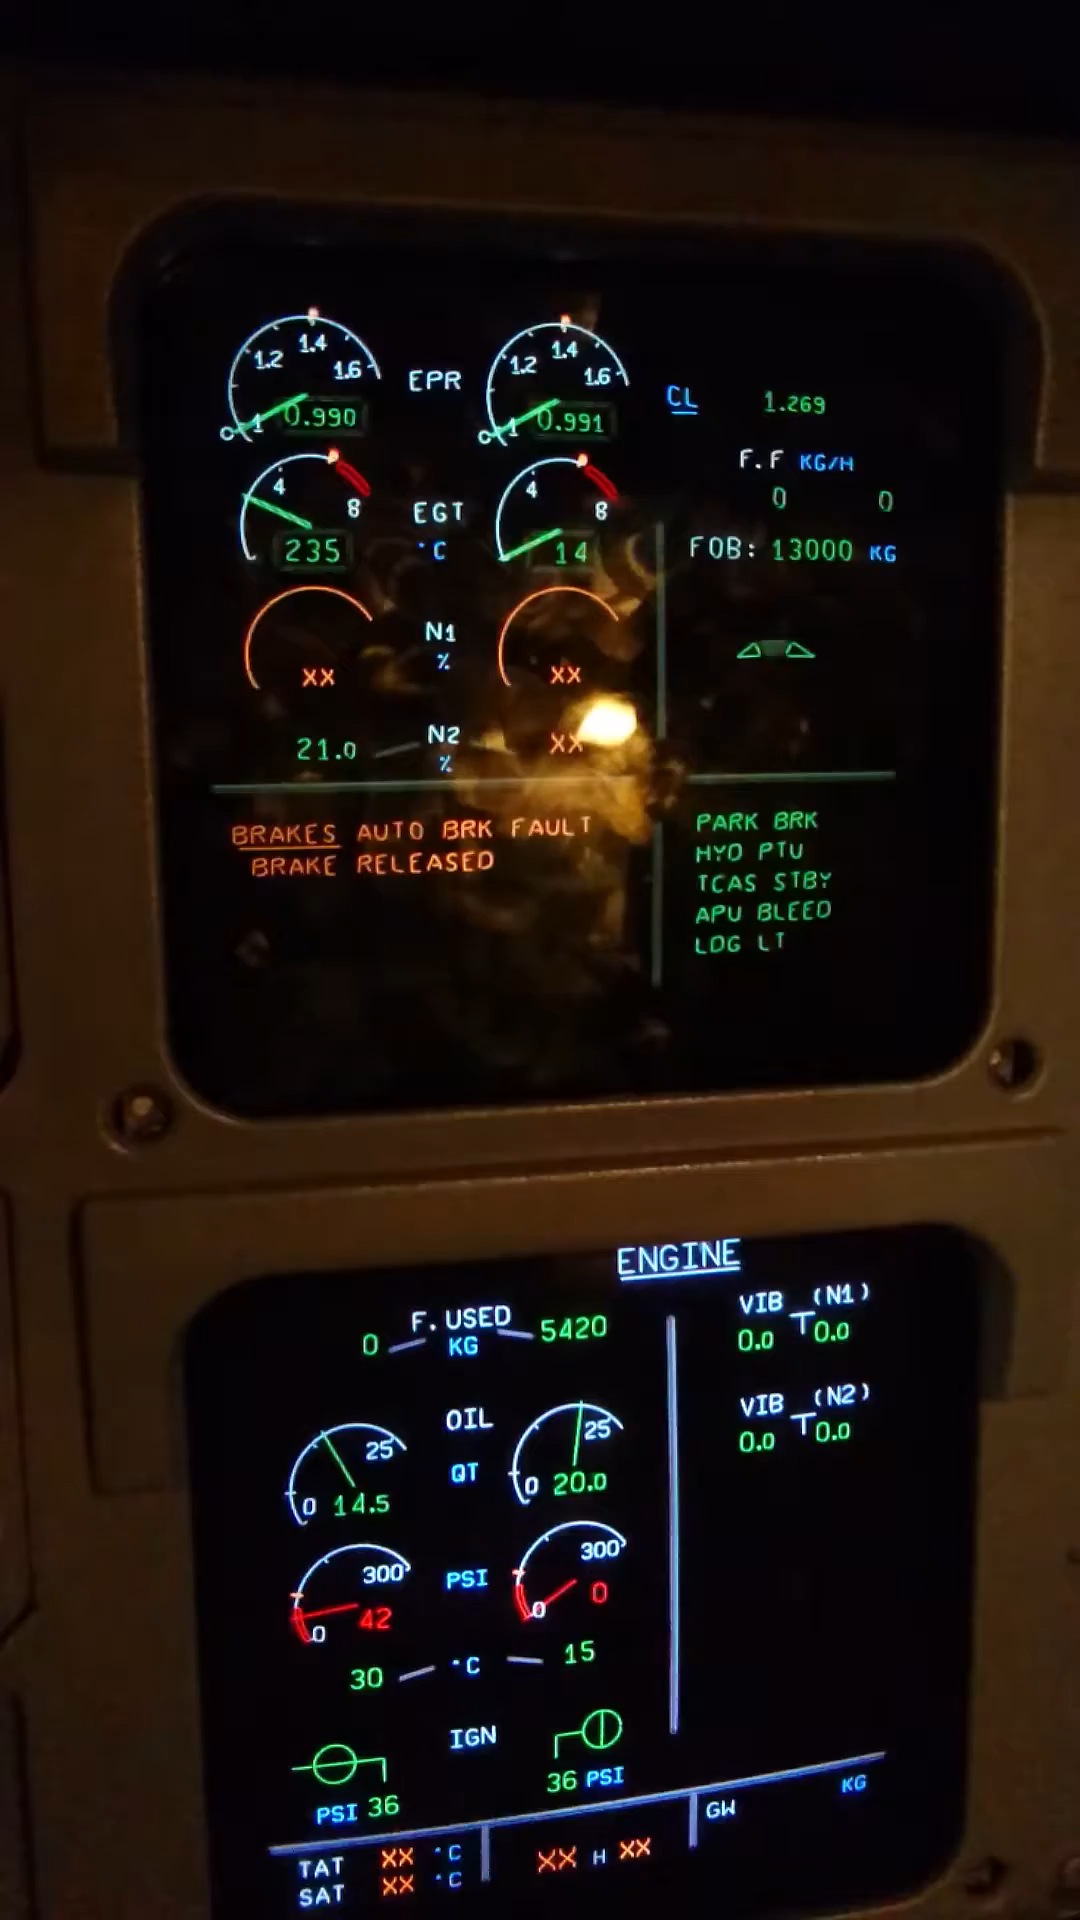 1.2 1.4 1.6 EPR 1.2 1.4 1.6
1 0.990 1 0.991 CL 1.269
F.F KG/H
0 0
4 8 EGT 4 8
235 °C 14 FOB: 13000 KG
N1
XX % XX
21.0 N2 XX
%
BRAKES AUTO BRK FAULT
BRAKE RELEASED
PARK BRK
HYD PTU
TCAS STBY
APU BLEED
LDG LT
ENGINE
F. USED
0 KG 5420
VIB (N1)
0.0 0.0
OIL
25 25
0 14.5 QT 0 20.0
VIB (N2)
0.0 0.0
300 300
0 42 PSI 0 0
30 °C 15
IGN
PSI 36 36 PSI
GW KG
TAT XX °C XX H XX
SAT XX °C